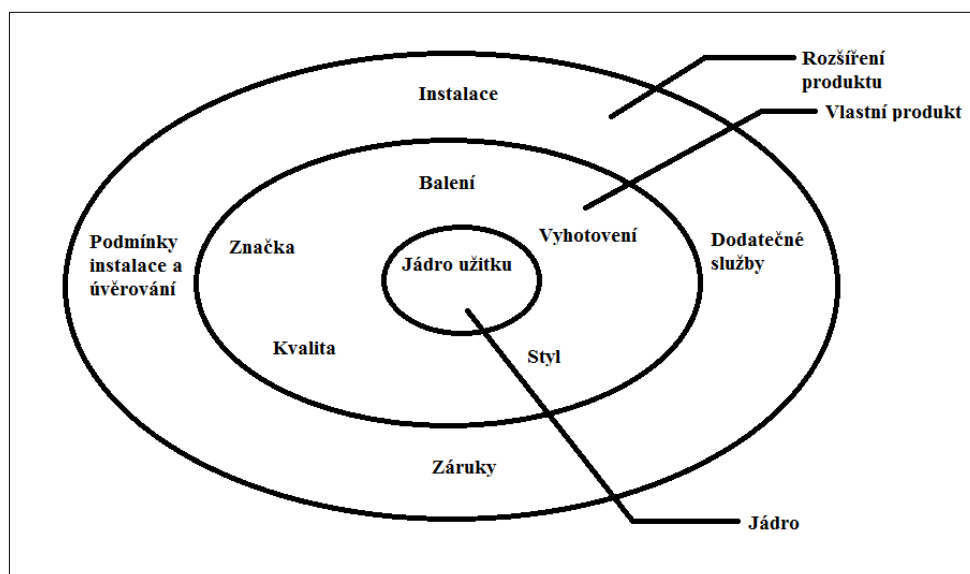 Rozšíření
produktu
Instalace
Vlastní produkt
Balení
Vyhotovení
Značka
Podmínky
instalace a
úvěrování
Dodatečné
služby
Jádro užitku
Kvalita
Styl
Záruky
Jádro